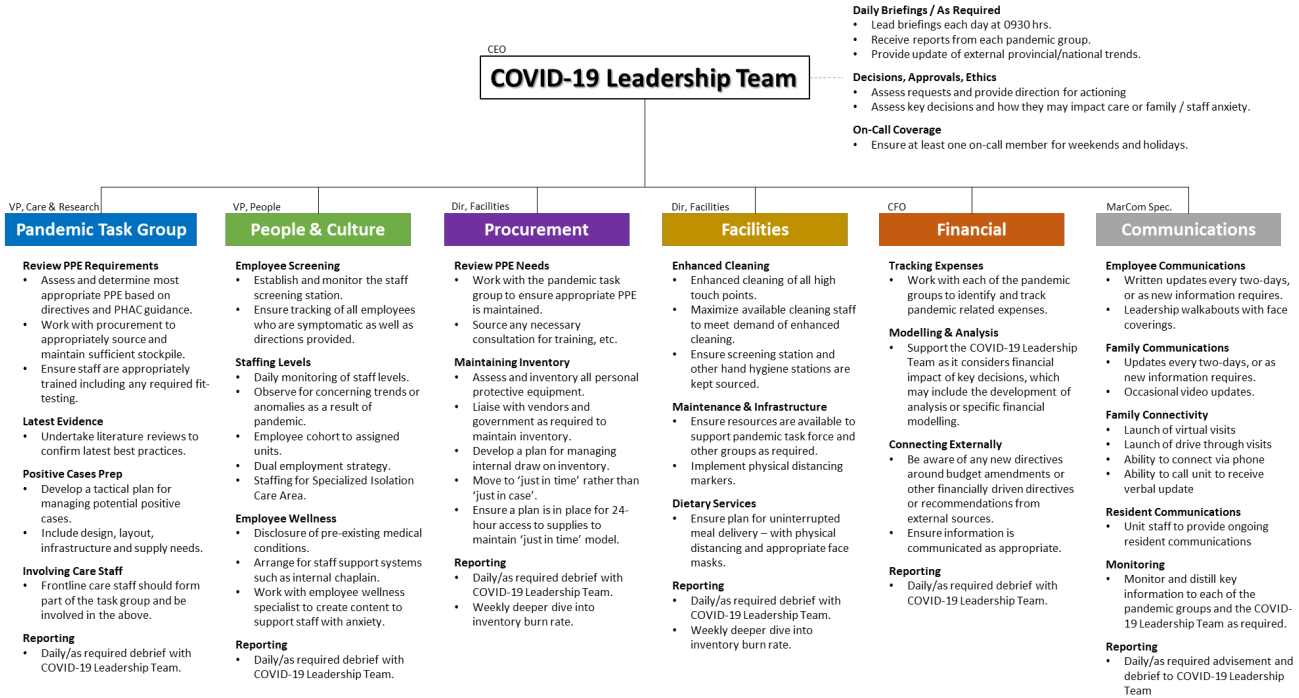 CEO
COVID-19 Leadership Team
Daily Briefings / As Required
• Lead briefings each day at 0930 hrs.
• Receive reports from each pandemic group.
• Provide update of external provincial/national trends.
Decisions, Approvals, Ethics
• Assess requests and provide direction for actioning
• Assess key decisions and how they may impact care or family / staff anxiety.
On-Call Coverage
• Ensure at least one on-call member for weekends and holidays.
VP, Care & Research
Pandemic Task Group
Review PPE Requirements
• Assess and determine most
appropriate PPE based on
directives and PHAC guidance.
• Work with procurement to
appropriately source and
maintain sufficient stockpile.
• Ensure staff are appropriately
trained including any required fit-
testing.
Latest Evidence
• Undertake literature reviews to
confirm latest best practices.
Positive Cases Prep
• Develop a tactical plan for
managing potential positive
cases.
• Include design, layout,
infrastructure and supply needs.
Involving Care Staff
• Frontline care staff should form
part of the task group and be
involved in the above.
Reporting
• Daily/as required debrief with
COVID-19 Leadership Team.
VP, People
People & Culture
Employee Screening
• Establish and monitor the staff
screening station.
• Ensure tracking of all employees
who are symptomatic as well as
directions provided.
Staffing Levels
• Daily monitoring of staff levels.
• Observe for concerning trends or
anomalies as a result of
pandemic.
• Employee cohort to assigned
units.
• Dual employment strategy.
• Staffing for Specialized Isolation
Care Area.
Employee Wellness
• Disclosure of pre-existing medical
conditions.
• Arrange for staff support systems
such as internal chaplain.
• Work with employee wellness
specialist to create content to
support staff with anxiety.
Reporting
• Daily/as required debrief with
COVID-19 Leadership Team.
Dir, Facilities
Procurement
Review PPE Needs
• Work with the pandemic task
group to ensure appropriate PPE
is maintained.
• Source any necessary
consultation for training, etc.
Maintaining Inventory
• Assess and inventory all personal
protective equipment.
• Liaise with vendors and
government as required to
maintain inventory.
• Develop a plan for managing
internal draw on inventory.
• Move to ‘just in time’ rather than
‘just in case’.
• Ensure a plan is in place for 24-
hour access to supplies to
maintain ‘just in time’ model.
Reporting
• Daily/as required debrief with
COVID-19 Leadership Team.
• Weekly deeper dive into
inventory burn rate.
Dir, Facilities
Facilities
Enhanced Cleaning
• Enhanced cleaning of all high
touch points.
• Maximize available cleaning staff
to meet demand of enhanced
cleaning.
• Ensure screening station and
other hand hygiene stations are
kept sourced.
Maintenance & Infrastructure
• Ensure resources are available to
support pandemic task force and
other groups as required.
• Implement physical distancing
markers.
Dietary Services
• Ensure plan for uninterrupted
meal delivery – with physical
distancing and appropriate face
masks.
Reporting
• Daily/as required debrief with
COVID-19 Leadership Team.
• Weekly deeper dive into
inventory burn rate.
CFO
Financial
Tracking Expenses
• Work with each of the pandemic
groups to identify and track
pandemic related expenses.
Modelling & Analysis
• Support the COVID-19 Leadership
Team as it considers financial
impact of key decisions, which
may include the development of
analysis or specific financial
modelling.
Connecting Externally
• Be aware of any new directives
around budget amendments or
other financially driven directives
or recommendations from
external sources.
• Ensure information is
communicated as appropriate.
Reporting
• Daily/as required debrief with
COVID-19 Leadership Team.
MarCom Spec.
Communications
Employee Communications
• Written updates every two-days,
or as new information requires.
• Leadership walkabouts with face
coverings.
Family Communications
• Updates every two-days, or as
new information requires.
• Occasional video updates.
Family Connectivity
• Launch of virtual visits
• Launch of drive through visits
• Ability to connect via phone
• Ability to call unit to receive
verbal update
Resident Communications
• Unit staff to provide ongoing
resident communications
Monitoring
• Monitor and distill key
information to each of the
pandemic groups and the COVID-
19 Leadership Team as required.
Reporting
• Daily/as required advisement and
debrief to COVID-19 Leadership
Team